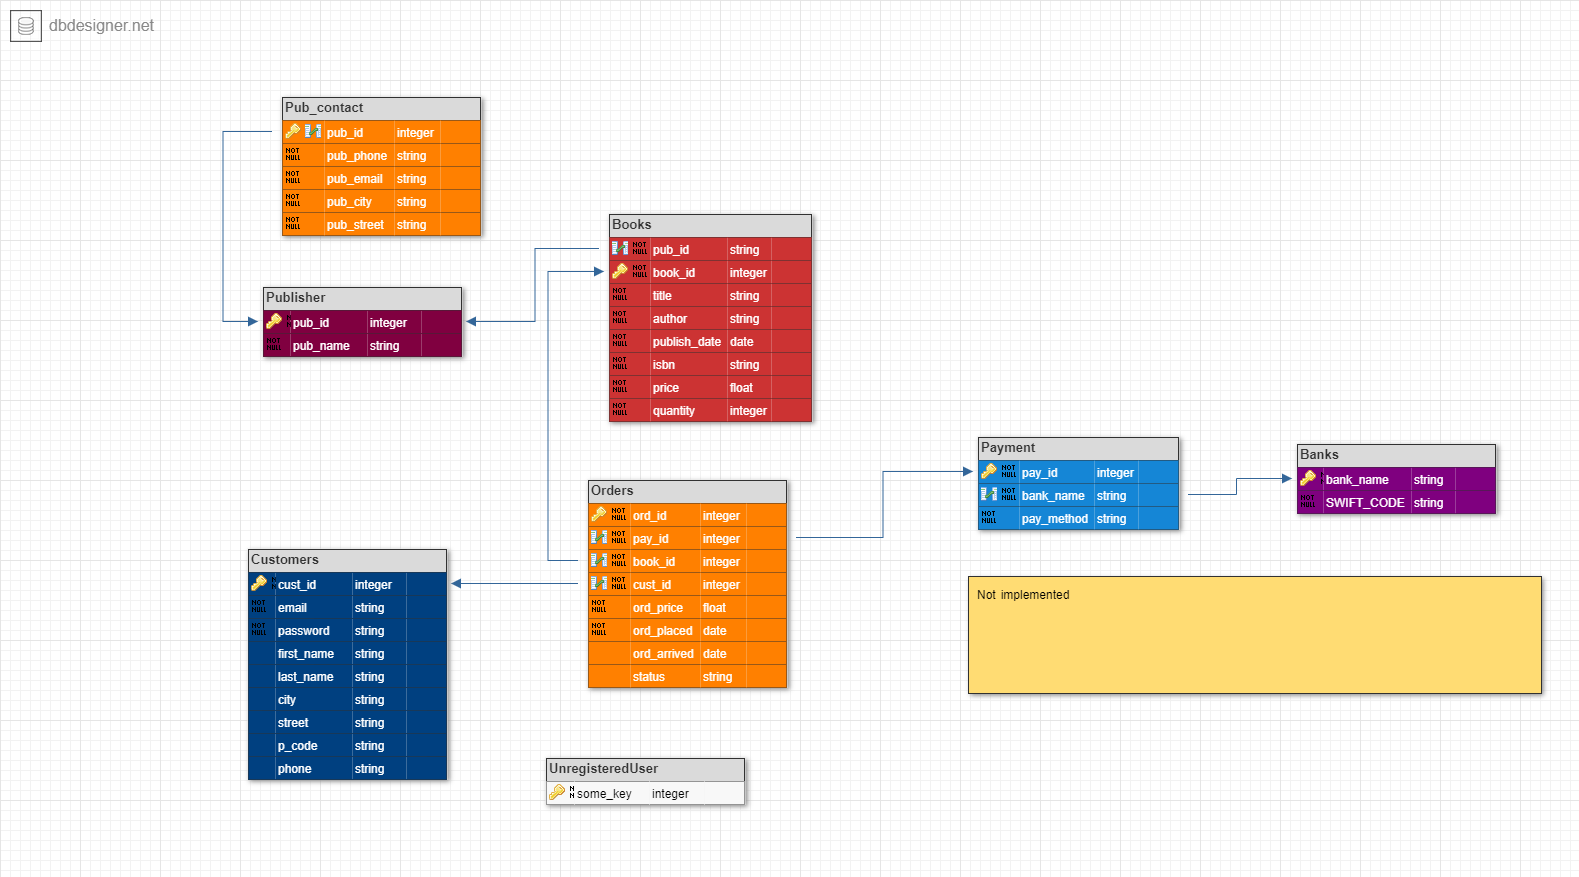 dbdesigner.net
Pub_contact
pub_id integer
NOT NULL pub_phone string
NOT NULL pub_email string
NOT NULL pub_city string
NOT NULL pub_street string
Publisher
N N pub_id integer
NOT NULL pub_name string
Books
NOT NULL pub_id string
NOT NULL book_id integer
NOT NULL title string
NOT NULL author string
NOT NULL publish_date date
NOT NULL isbn string
NOT NULL price float
NOT NULL quantity integer
Payment
NOT NULL pay_id integer
NOT NULL bank_name string
NOT NULL pay_method string
Banks
bank_name string
NOT NULL SWIFT_CODE string
Orders
NOT NULL ord_id integer
NOT NULL pay_id integer
NOT NULL book_id integer
NOT NULL cust_id integer
NOT NULL ord_price float
NOT NULL ord_placed date
ord_arrived date
status string
Customers
N N cust_id integer
NOT NULL email string
NOT NULL password string
first_name string
last_name string
city string
street string
p_code string
phone string
Not implemented
UnregisteredUser
N N some_key integer